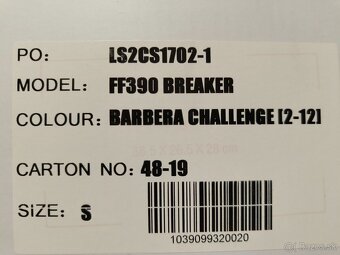 PO: LS2CS1702-1
MODEL: FF390 BREAKER
COLOUR: BARBERA CHALLENGE [2-12]
CARTON NO: 48-19
SIZE: S
1039099320020